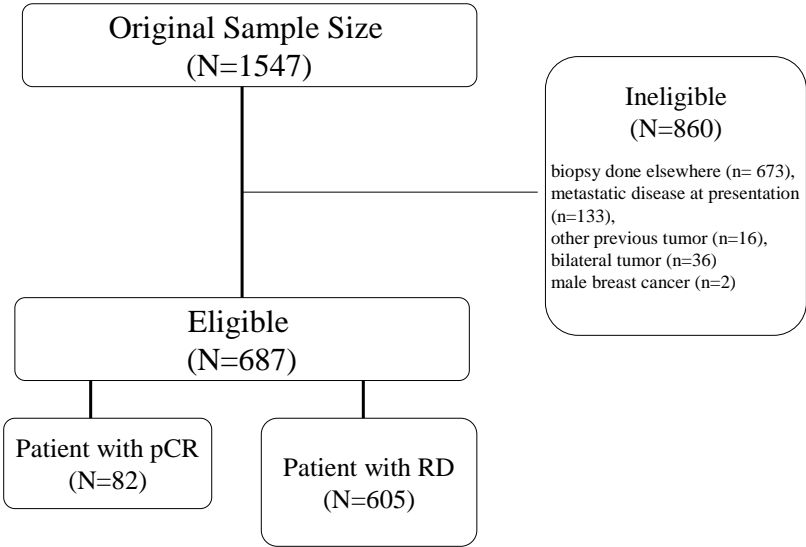 Original Sample Size
(N=1547)
Ineligible
(N=860)
biopsy done elsewhere (n= 673),
metastatic disease at presentation
(n=133),
other previous tumor (n=16),
bilateral tumor (n=36)
male breast cancer (n=2)
Eligible
(N=687)
Patient with pCR
(N=82)
Patient with RD
(N=605)